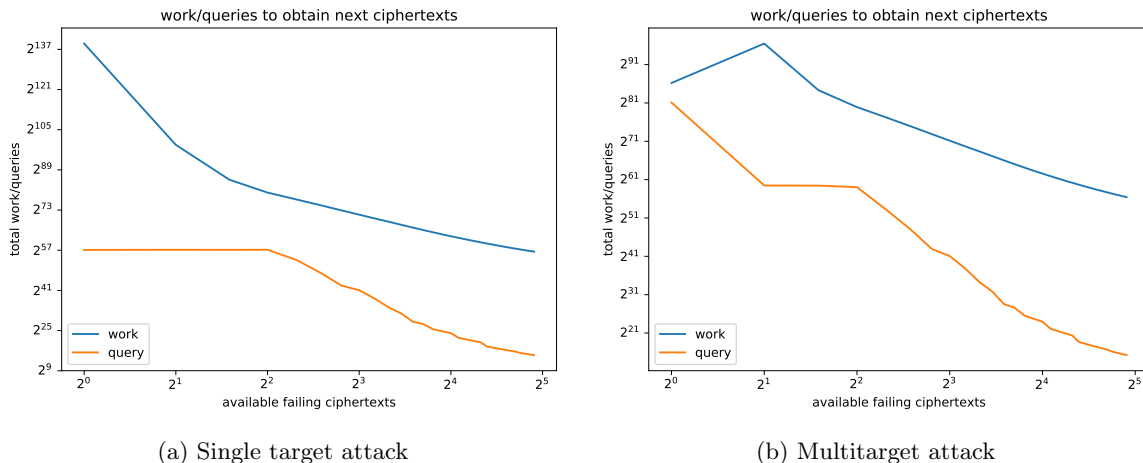 work/queries to obtain next ciphertexts
total work/queries
2^137
2^121
2^105
2^89
2^73
2^57
2^41
2^25
2^9
work
query
2^0 2^1 2^2 2^3 2^4 2^5
available failing ciphertexts
(a) Single target attack
work/queries to obtain next ciphertexts
total work/queries
2^91
2^81
2^71
2^61
2^51
2^41
2^31
2^21
work
query
2^0 2^1 2^2 2^3 2^4 2^5
available failing ciphertexts
(b) Multitarget attack